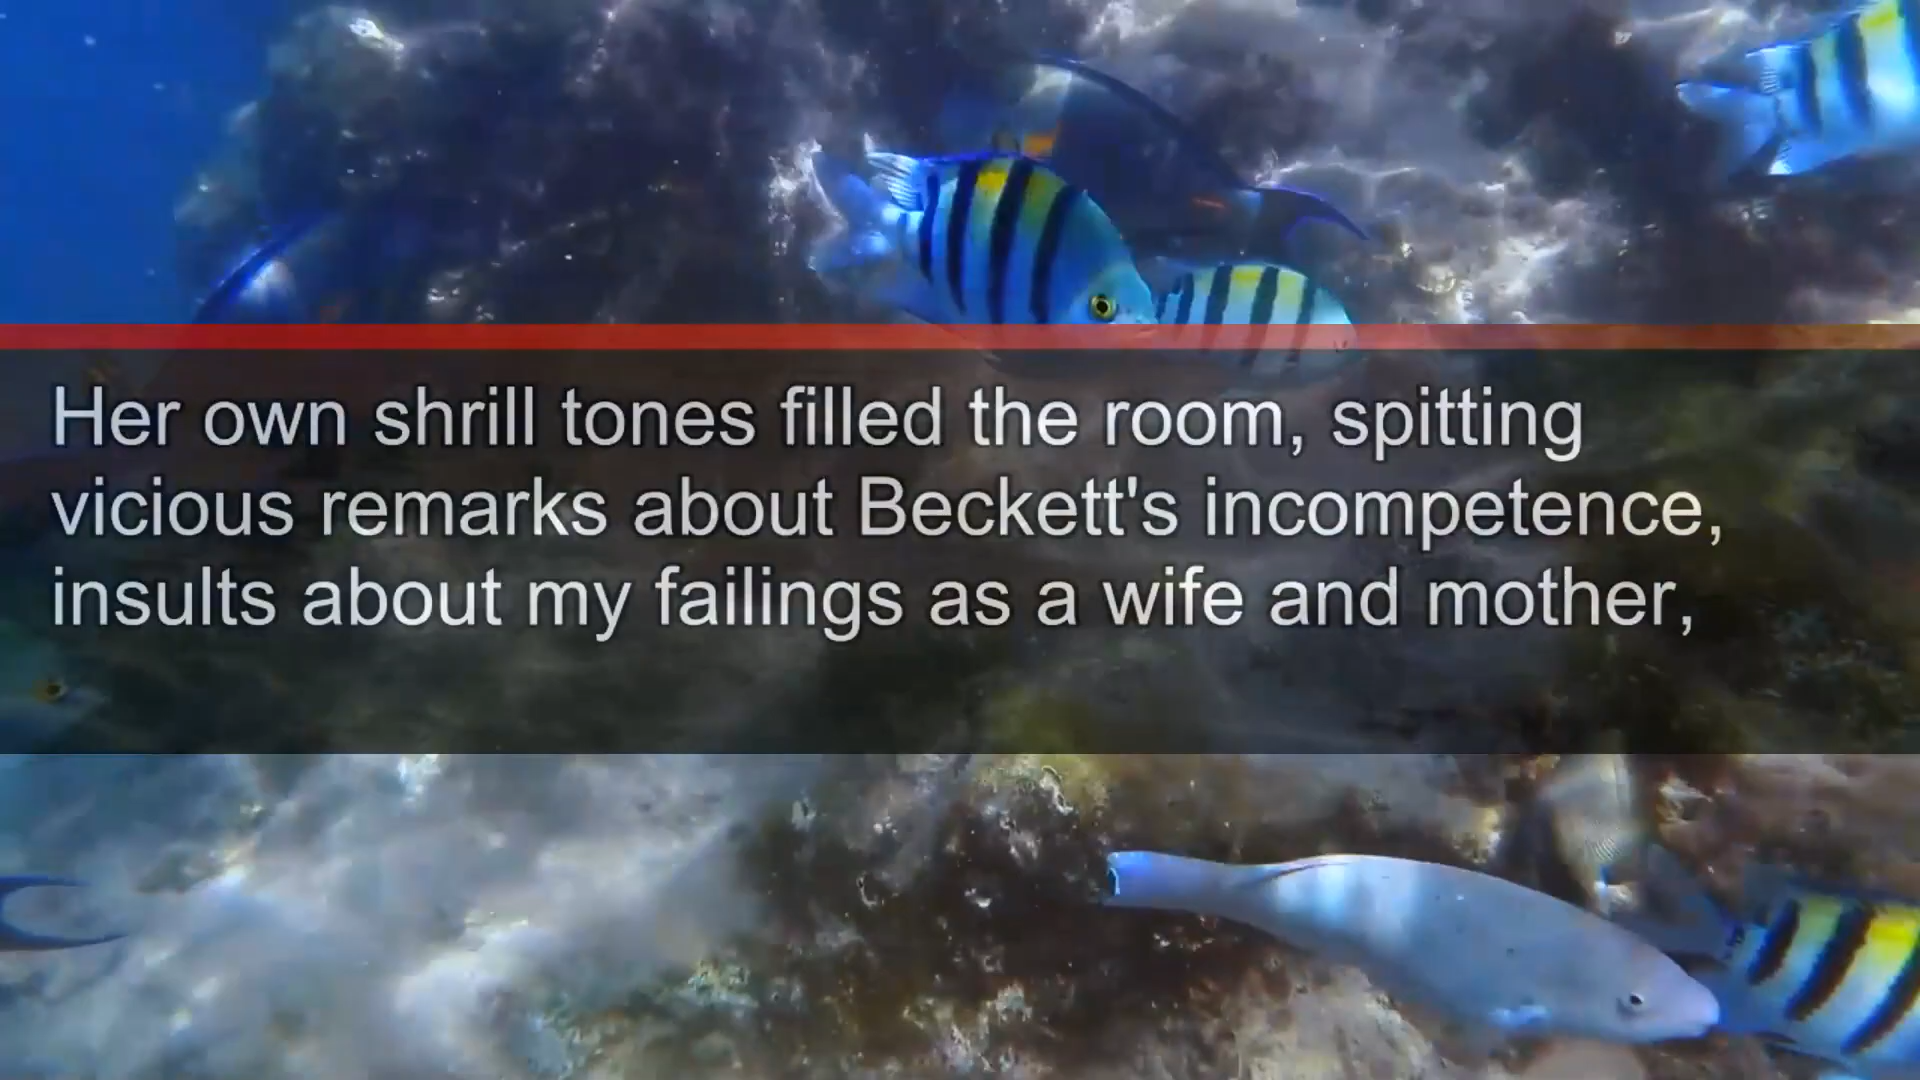 Her own shrill tones filled the room, spitting
vicious remarks about Beckett's incompetence,
insults about my failings as a wife and mother,